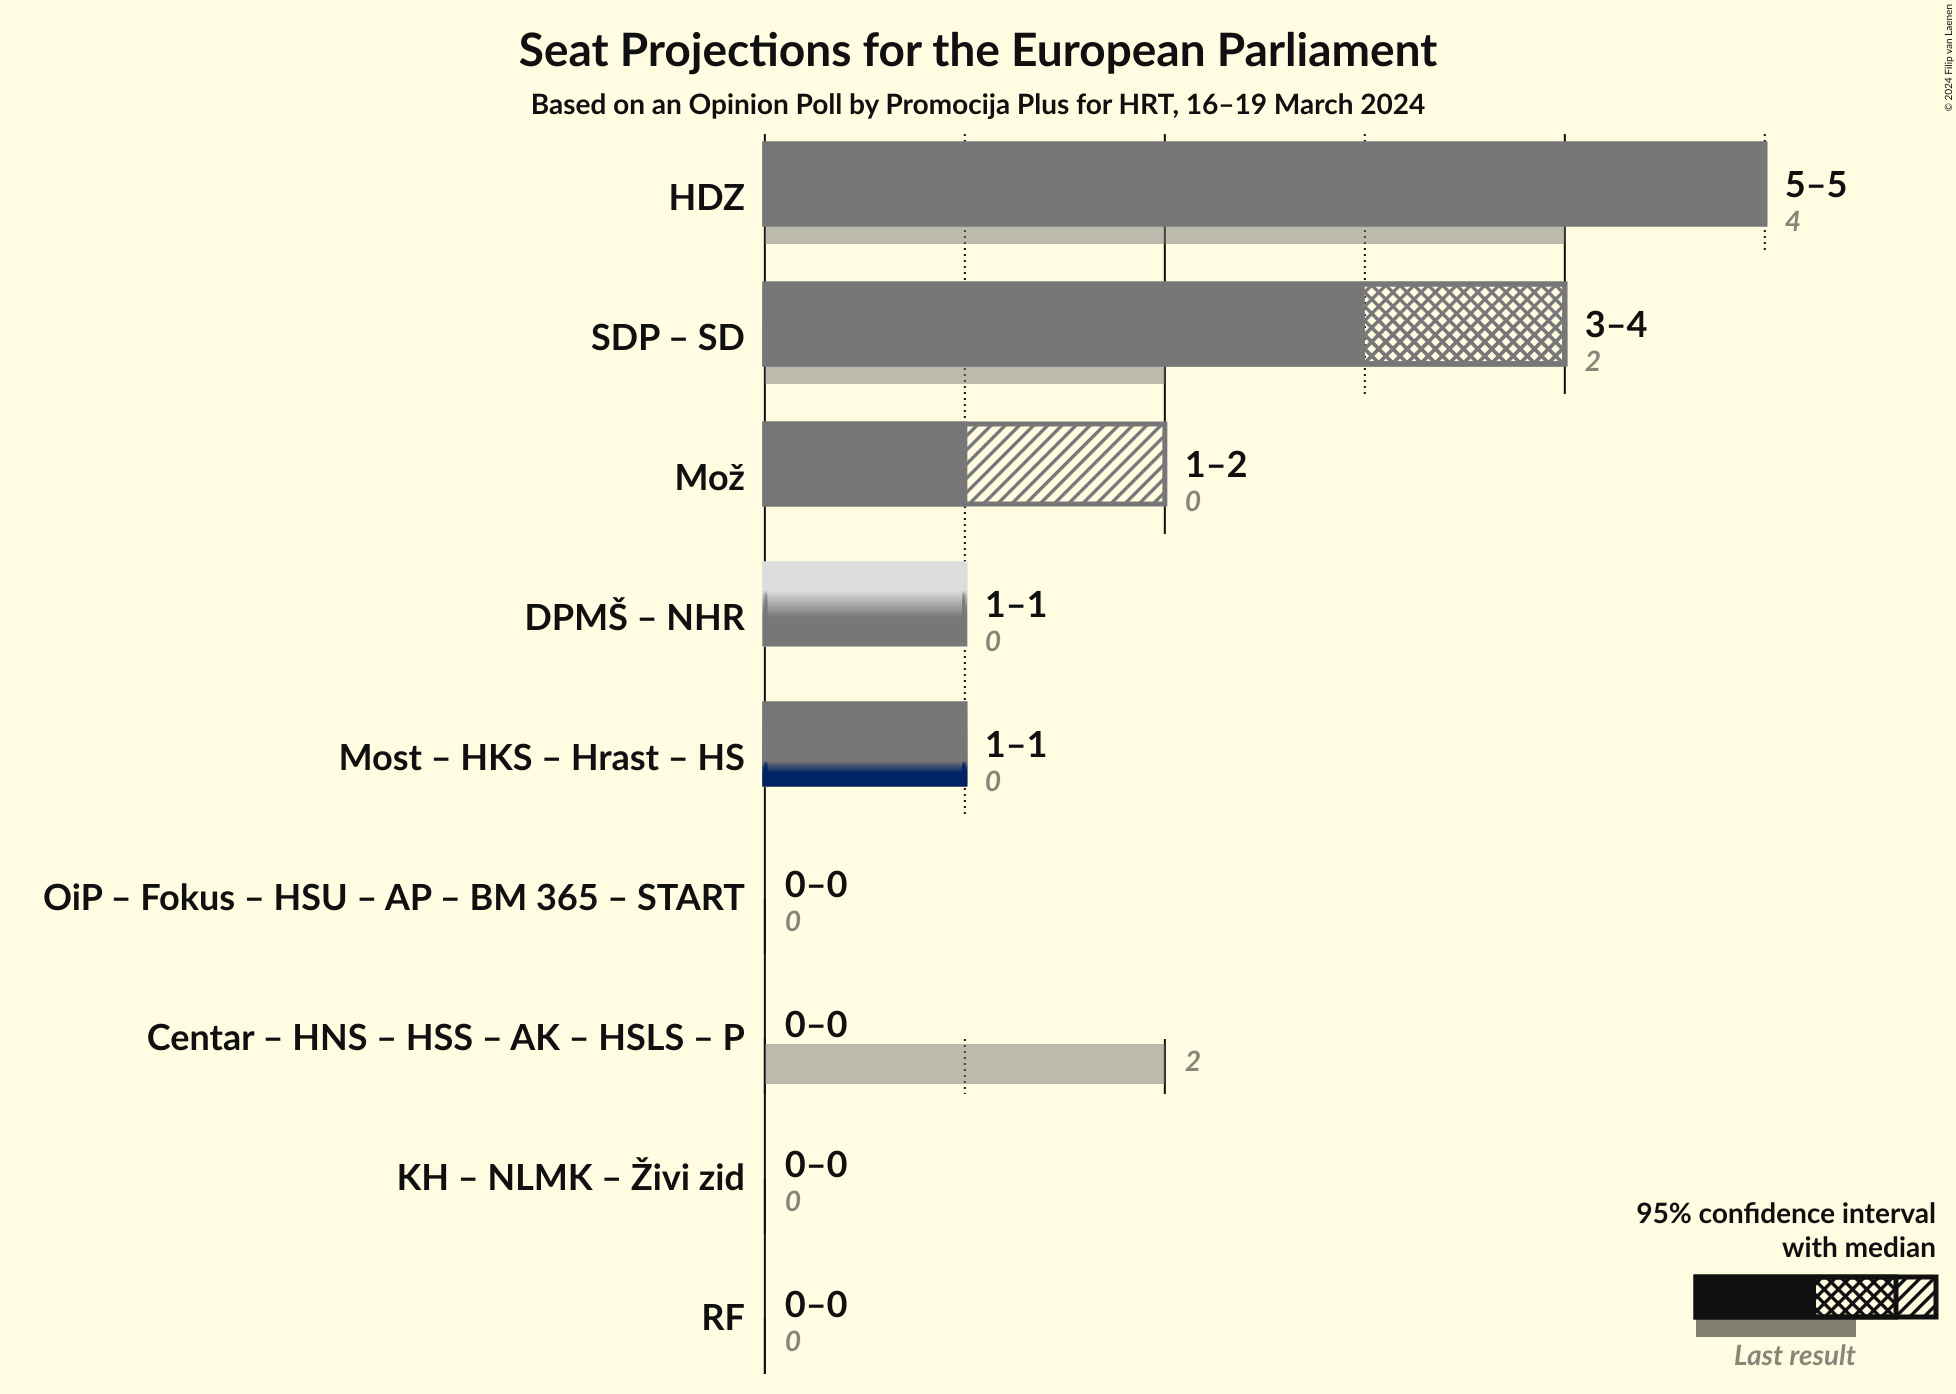 Seat Projections for the European Parliament
Based on an Opinion Poll by Promocija Plus for HRT, 16–19 March 2024
© 2024 Filip van Laenen
HDZ
5–5
4
SDP – SD
3–4
2
Mož
1–2
0
DPMŠ – NHR
1–1
0
Most – HKS – Hrast – HS
1–1
0
OiP – Fokus – HSU – AP – BM 365 – START
0–0
0
Centar – HNS – HSS – AK – HSLS – P
0–0
2
KH – NLMK – Živi zid
0–0
0
RF
0–0
0
95% confidence interval
with median
Last result